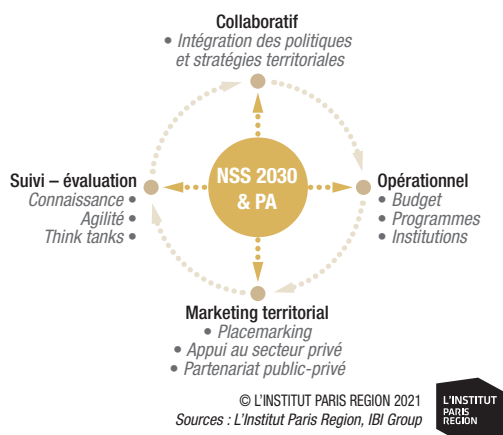 Collaboratif
• Intégration des politiques
et stratégies territoriales
NSS 2030
& PA
Suivi – évaluation
Connaissance •
Agilité •
Think tanks •
Opérationnel
• Budget
• Programmes
• Institutions
Marketing territorial
• Placemarking
• Appui au secteur privé
• Partenariat public-privé
© L'INSTITUT PARIS REGION 2021
Sources : L'Institut Paris Region, IBI Group
L'INSTITUT
PARIS
REGION